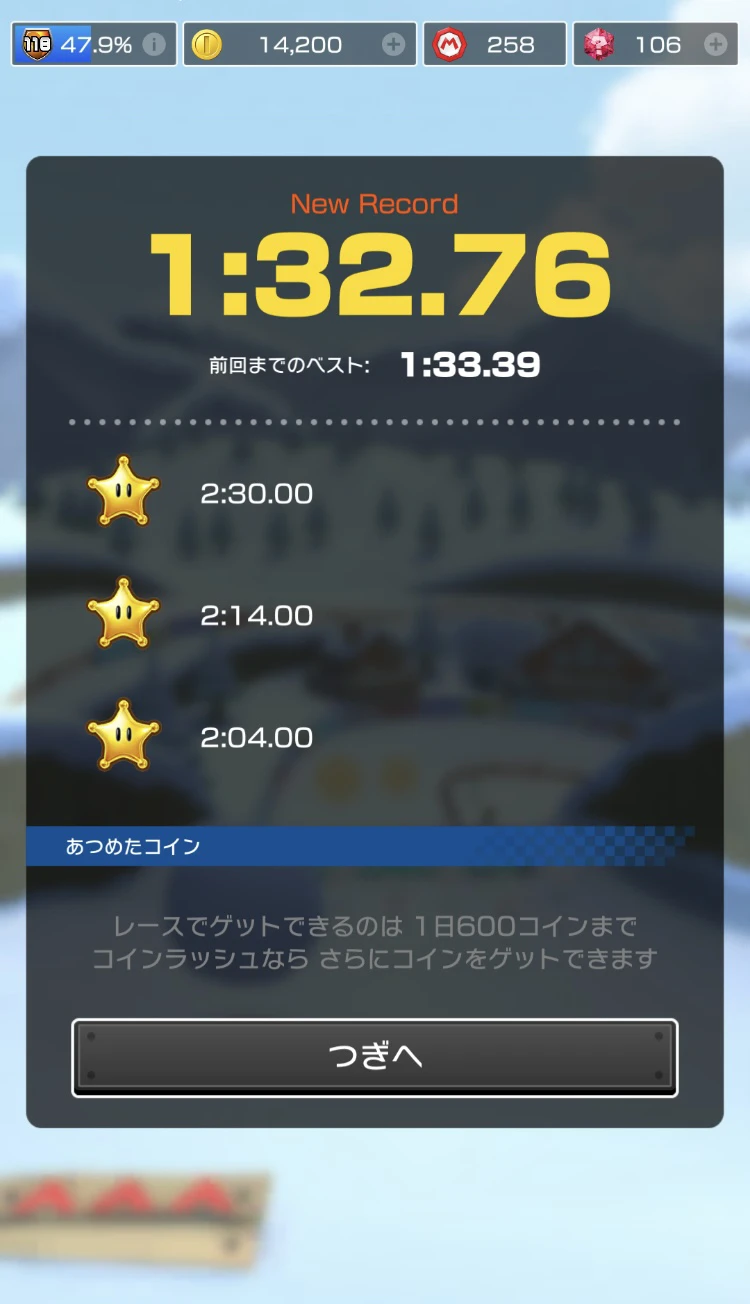 118 47.9% i 14,200 + M 258 ? 106 +
New Record
1:32.76
前回までのベスト: 1:33.39
2:30.00
2:14.00
2:04.00
あつめたコイン
レースでゲットできるのは 1日600コインまで
コインラッシュなら さらにコインをゲットできます
つぎへ